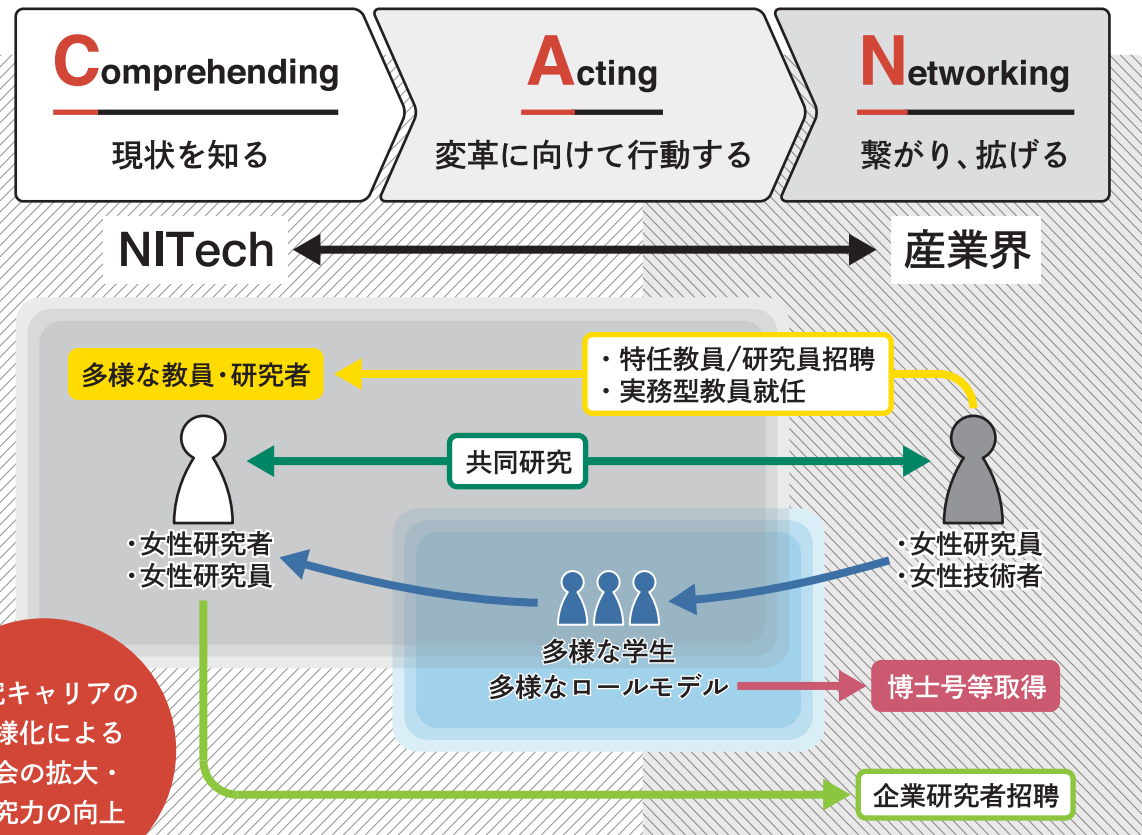 Comprehending
現状を知る
Acting
変革に向けて行動する
Networking
繋がり、拡げる
NITech
産業界
多様な教員・研究者
・特任教員/研究員招聘
・実務型教員就任
共同研究
・女性研究者
・女性研究員
・女性研究員
・女性技術者
多様な学生
多様なロールモデル
博士号等取得
キャリアの
様化による
会の拡大・
究力の向上
企業研究者招聘